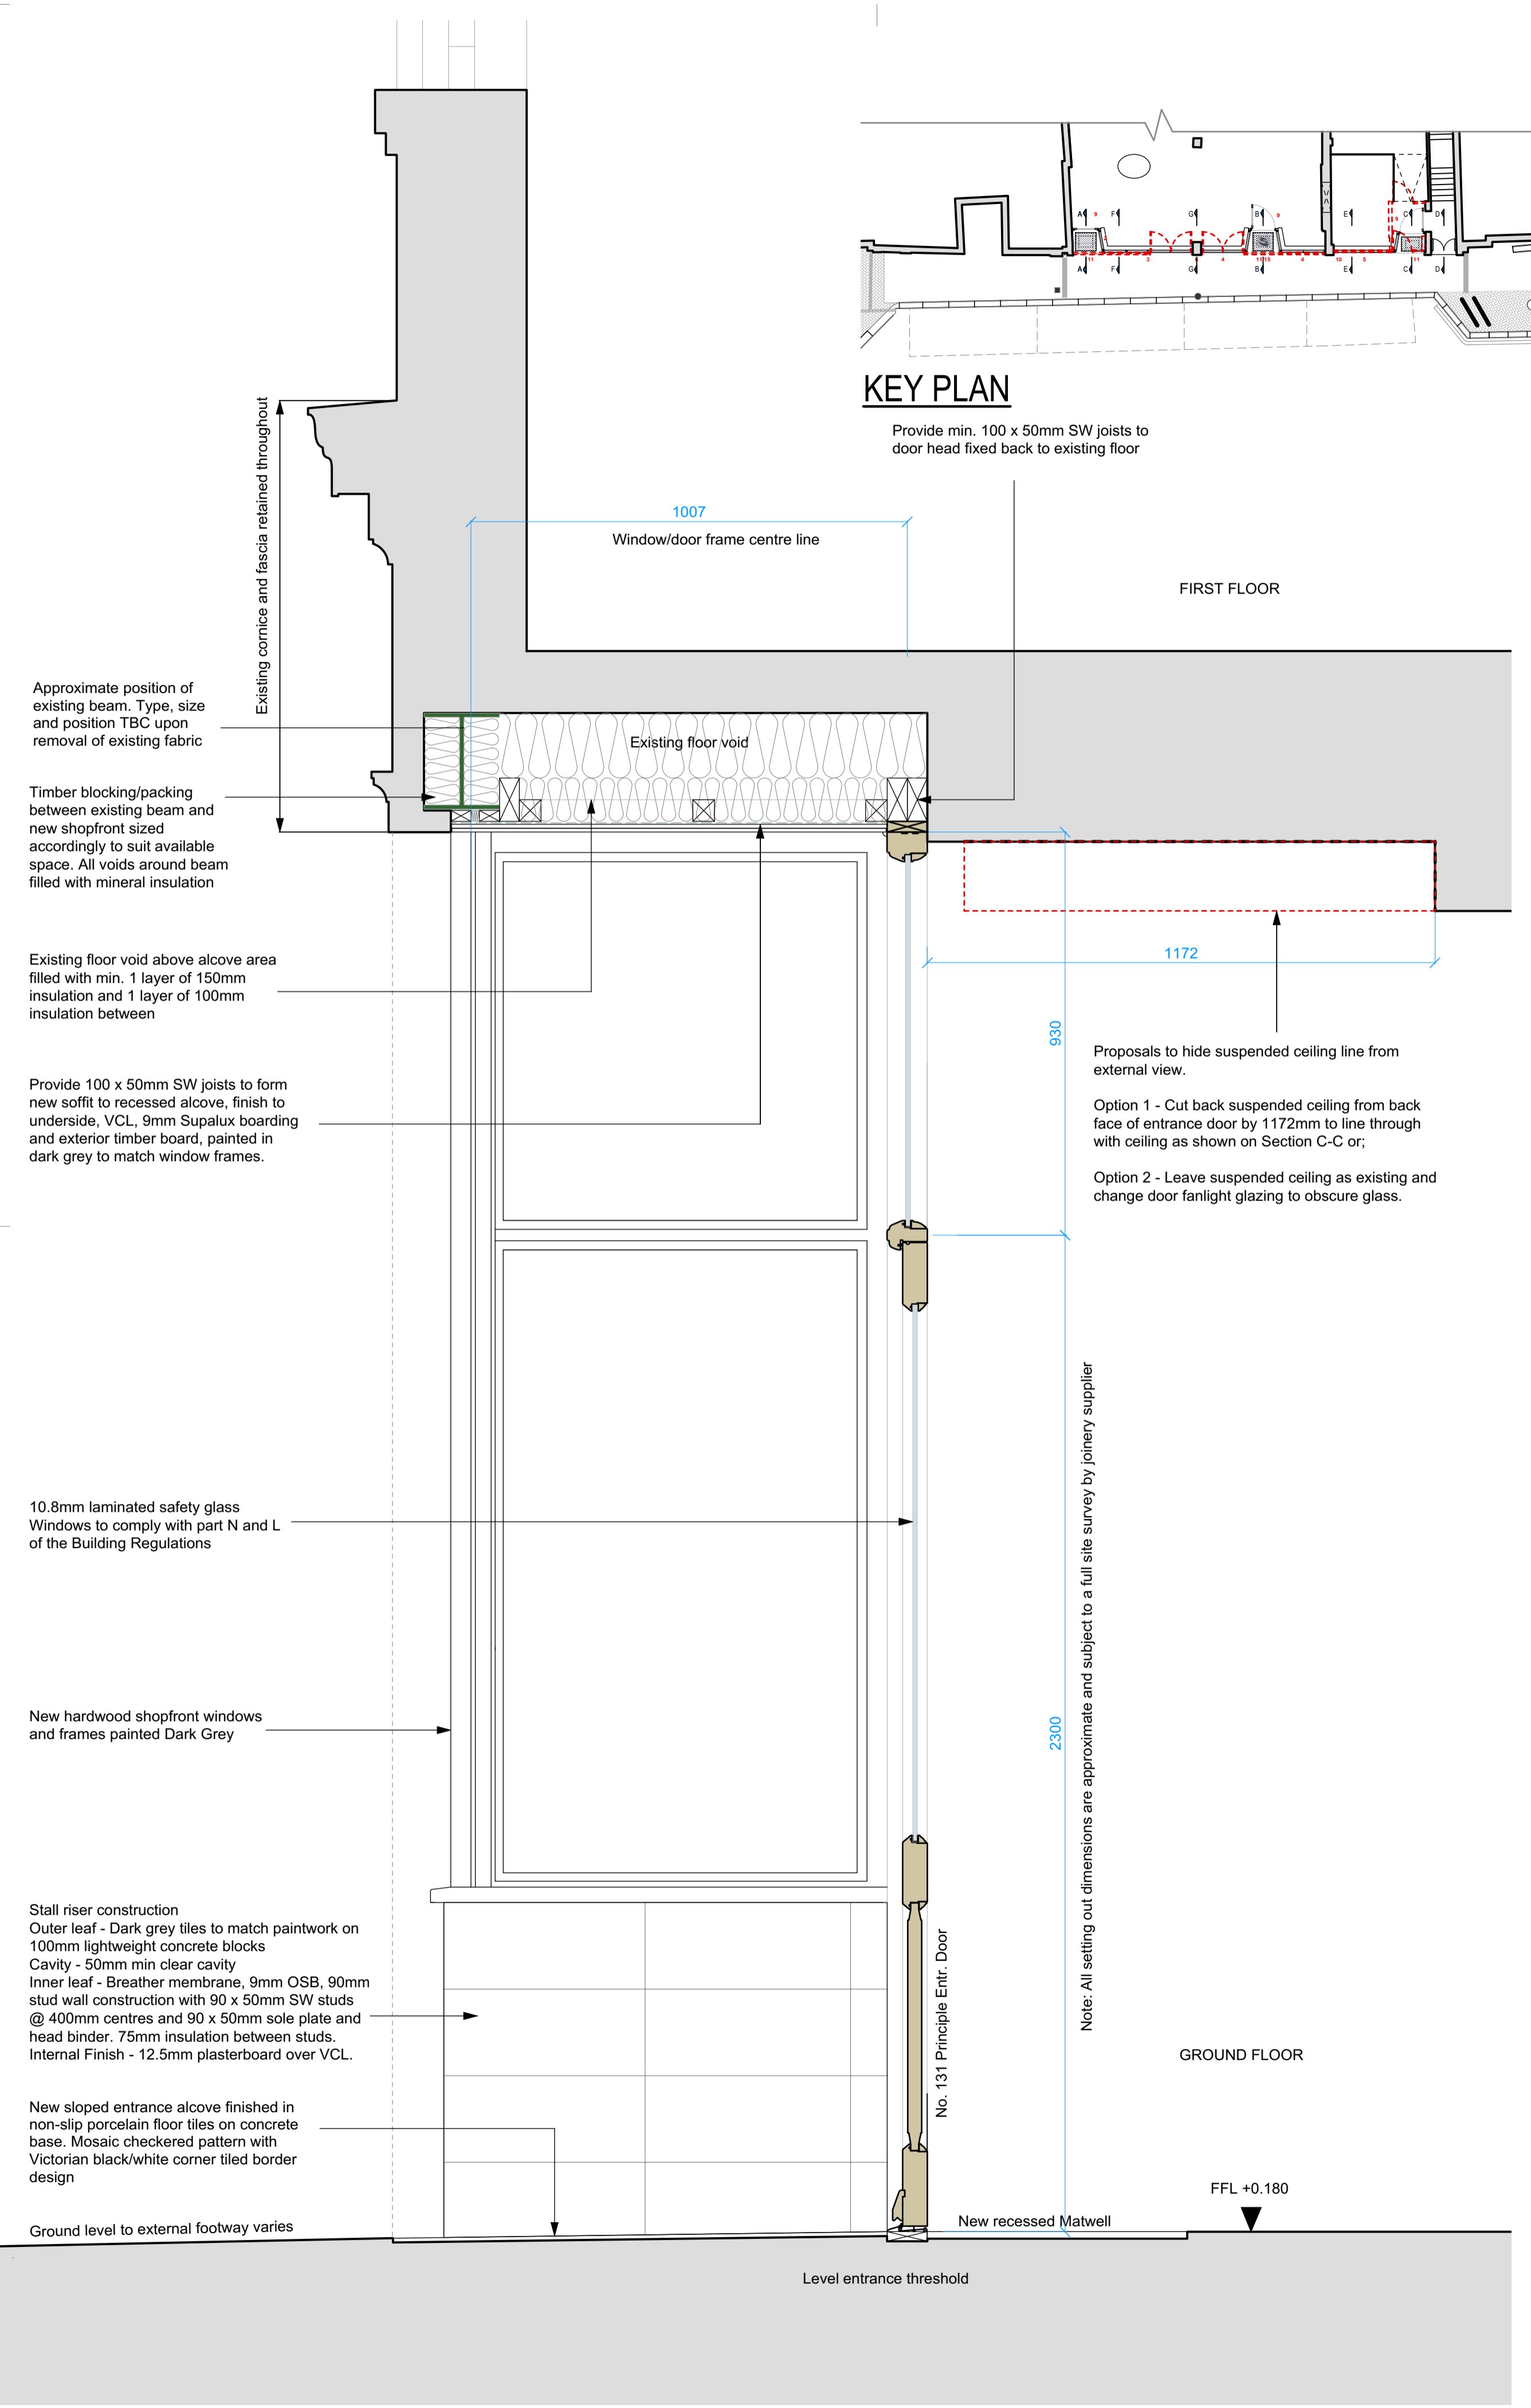 A
F
G
B
E
C
D
9
9
9
A
F
G
B
E
C
D
11
3
4
11/15
4
10
5
11
KEY PLAN
Provide min. 100 x 50mm SW joists to
door head fixed back to existing floor
Existing cornice and fascia retained throughout
1007
Window/door frame centre line
FIRST FLOOR
Approximate position of
existing beam. Type, size
and position TBC upon
removal of existing fabric
Existing floor void
Timber blocking/packing
between existing beam and
new shopfront sized
accordingly to suit available
space. All voids around beam
filled with mineral insulation
Existing floor void above alcove area
filled with min. 1 layer of 150mm
insulation and 1 layer of 100mm
insulation between
1172
930
Proposals to hide suspended ceiling line from
external view.
Option 1 - Cut back suspended ceiling from back
face of entrance door by 1172mm to line through
with ceiling as shown on Section C-C or;
Option 2 - Leave suspended ceiling as existing and
change door fanlight glazing to obscure glass.
Provide 100 x 50mm SW joists to form
new soffit to recessed alcove, finish to
underside, VCL, 9mm Supalux boarding
and exterior timber board, painted in
dark grey to match window frames.
10.8mm laminated safety glass
Windows to comply with part N and L
of the Building Regulations
2300
Note: All setting out dimensions are approximate and subject to a full site survey by joinery supplier
New hardwood shopfront windows
and frames painted Dark Grey
Stall riser construction
Outer leaf - Dark grey tiles to match paintwork on
100mm lightweight concrete blocks
Cavity - 50mm min clear cavity
Inner leaf - Breather membrane, 9mm OSB, 90mm
stud wall construction with 90 x 50mm SW studs
@ 400mm centres and 90 x 50mm sole plate and
head binder. 75mm insulation between studs.
Internal Finish - 12.5mm plasterboard over VCL.
No. 131 Principle Entr. Door
GROUND FLOOR
New sloped entrance alcove finished in
non-slip porcelain floor tiles on concrete
base. Mosaic checkered pattern with
Victorian black/white corner tiled border
design
FFL +0.180
New recessed Matwell
Ground level to external footway varies
Level entrance threshold